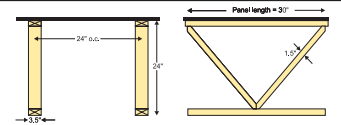 Panel length = 30"
24" o.c.
24"
1.5"
3.5"